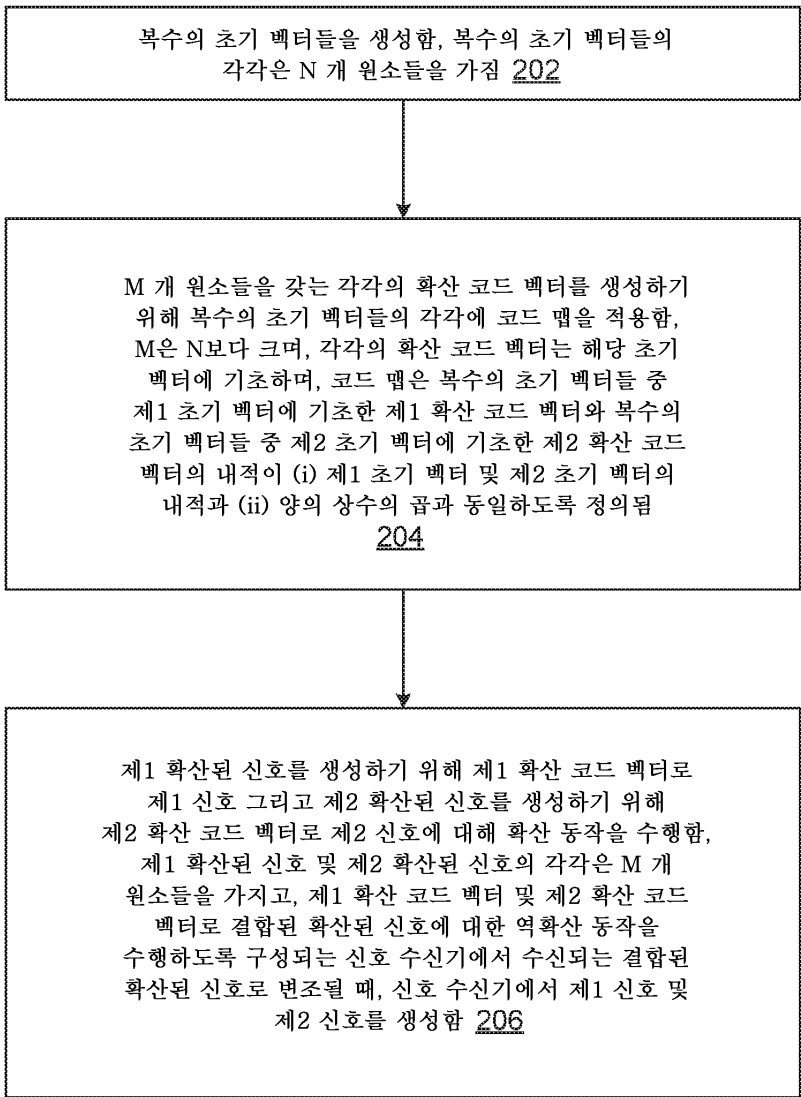 복수의 초기 벡터들을 생성함, 복수의 초기 벡터들의
각각은 N 개 원소들을 가짐 202
M 개 원소들을 갖는 각각의 확산 코드 벡터를 생성하기
위해 복수의 초기 벡터들의 각각에 코드 맵을 적용함,
M은 N보다 크며, 각각의 확산 코드 벡터는 해당 초기
벡터에 기초하며, 코드 맵은 복수의 초기 벡터들 중
제1 초기 벡터에 기초한 제1 확산 코드 벡터와 복수의
초기 벡터들 중 제2 초기 벡터에 기초한 제2 확산 코드
벡터의 내적이 (i) 제1 초기 벡터 및 제2 초기 벡터의
내적과 (ii) 양의 상수의 곱과 동일하도록 정의됨
204
제1 확산된 신호를 생성하기 위해 제1 확산 코드 벡터로
제1 신호 그리고 제2 확산된 신호를 생성하기 위해
제2 확산 코드 벡터로 제2 신호에 대해 확산 동작을 수행함,
제1 확산된 신호 및 제2 확산된 신호의 각각은 M 개
원소들을 가지고, 제1 확산 코드 벡터 및 제2 확산 코드
벡터로 결합된 확산된 신호에 대한 역확산 동작을
수행하도록 구성되는 신호 수신기에서 수신되는 결합된
확산된 신호로 변조될 때, 신호 수신기에서 제1 신호 및
제2 신호를 생성함 206